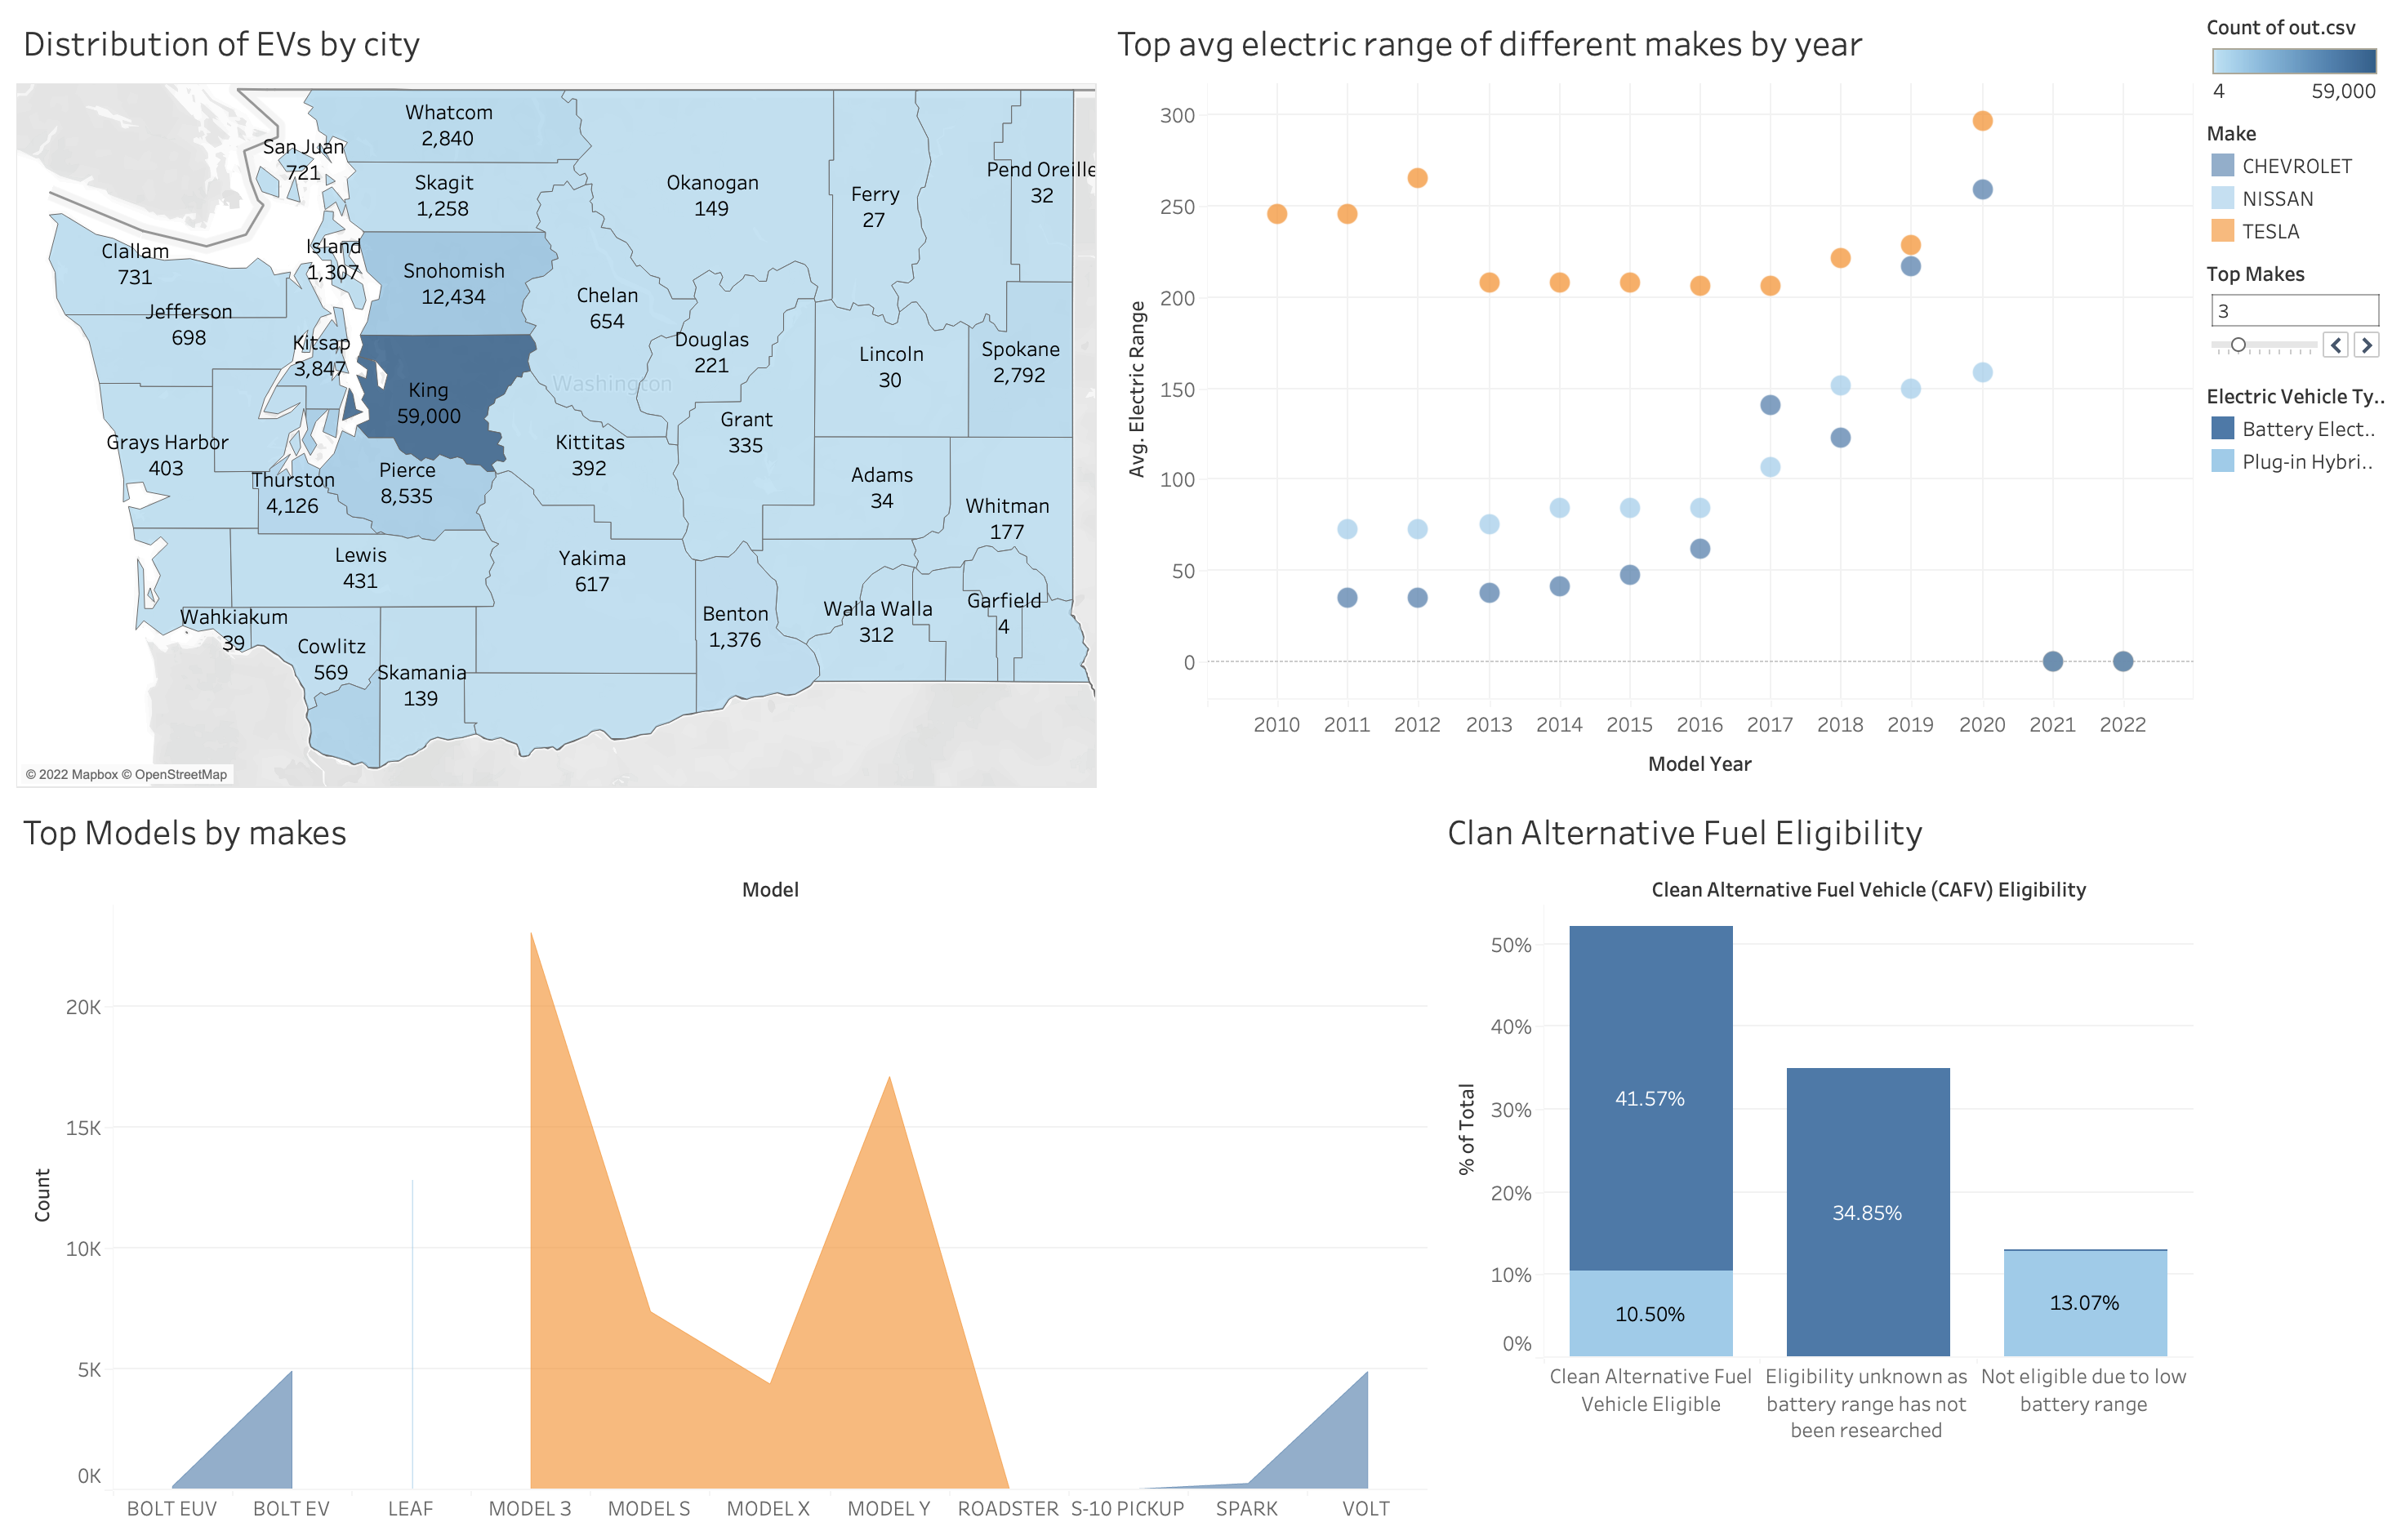 Distribution of EVs by city
Whatcom
2,840
San Juan
721
Skagit
1,258
Okanogan
149
Ferry
27
Pend Oreille
32
Clallam
731
Island
1,307
Snohomish
12,434
Chelan
654
Jefferson
698
Kitsap
3,847
Douglas
221
Lincoln
30
Spokane
2,792
Washington
King
59,000
Grays Harbor
403
Kittitas
392
Grant
335
Thurston
4,126
Pierce
8,535
Adams
34
Whitman
177
Lewis
431
Yakima
617
Wahkiakum
39
Cowlitz
569
Skamania
139
Benton
1,376
Walla Walla
312
Garfield
4
© 2022 Mapbox © OpenStreetMap
Top avg electric range of different makes by year
Avg. Electric Range
300
250
200
150
100
50
0
2010 2011 2012 2013 2014 2015 2016 2017 2018 2019 2020 2021 2022
Model Year
Count of out.csv
4 59,000
Make
CHEVROLET
NISSAN
TESLA
Top Makes
3
Electric Vehicle Ty..
Battery Elect..
Plug-in Hybri..
Top Models by makes
Model
Count
20K
15K
10K
5K
0K
BOLT EUV BOLT EV LEAF MODEL 3 MODEL S MODEL X MODEL Y ROADSTER S-10 PICKUP SPARK VOLT
Clan Alternative Fuel Eligibility
Clean Alternative Fuel Vehicle (CAFV) Eligibility
% of Total
50%
40%
30%
20%
10%
0%
41.57%
10.50%
34.85%
13.07%
Clean Alternative Fuel
Vehicle Eligible
Eligibility unknown as
battery range has not
been researched
Not eligible due to low
battery range